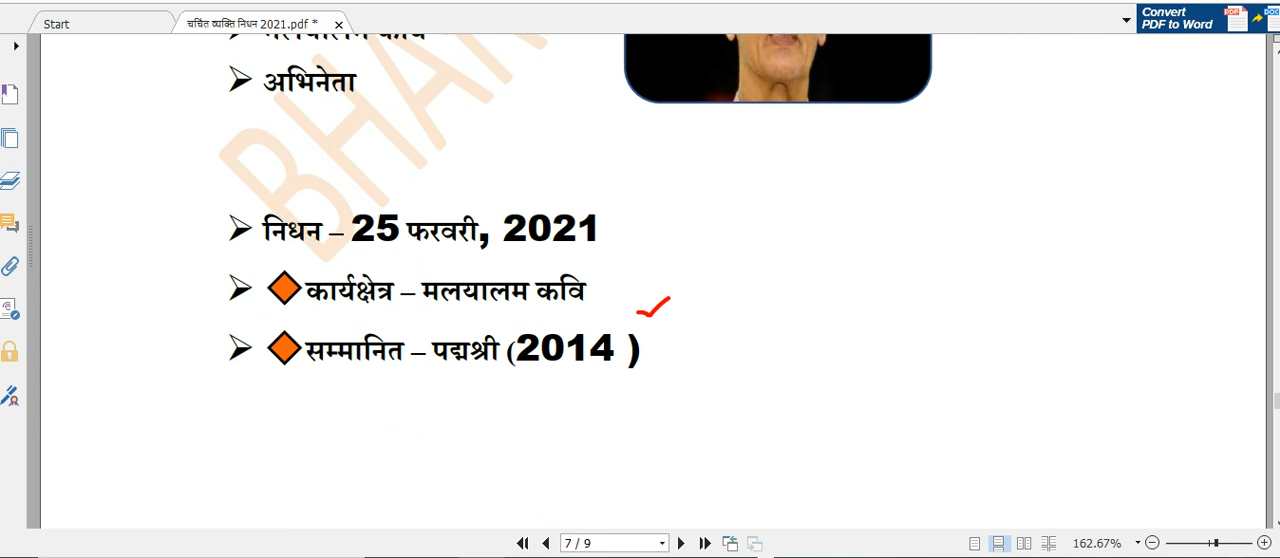 Start
चर्चित व्यक्ति निधन 2021.pdf *
Convert
PDF to Word
➤ अभिनेता
BHAR
➤ निधन – 25 फरवरी, 2021
➤ कार्यक्षेत्र – मलयालम कवि
➤ सम्मानित – पद्मश्री (2014 )
7 / 9
162.67%